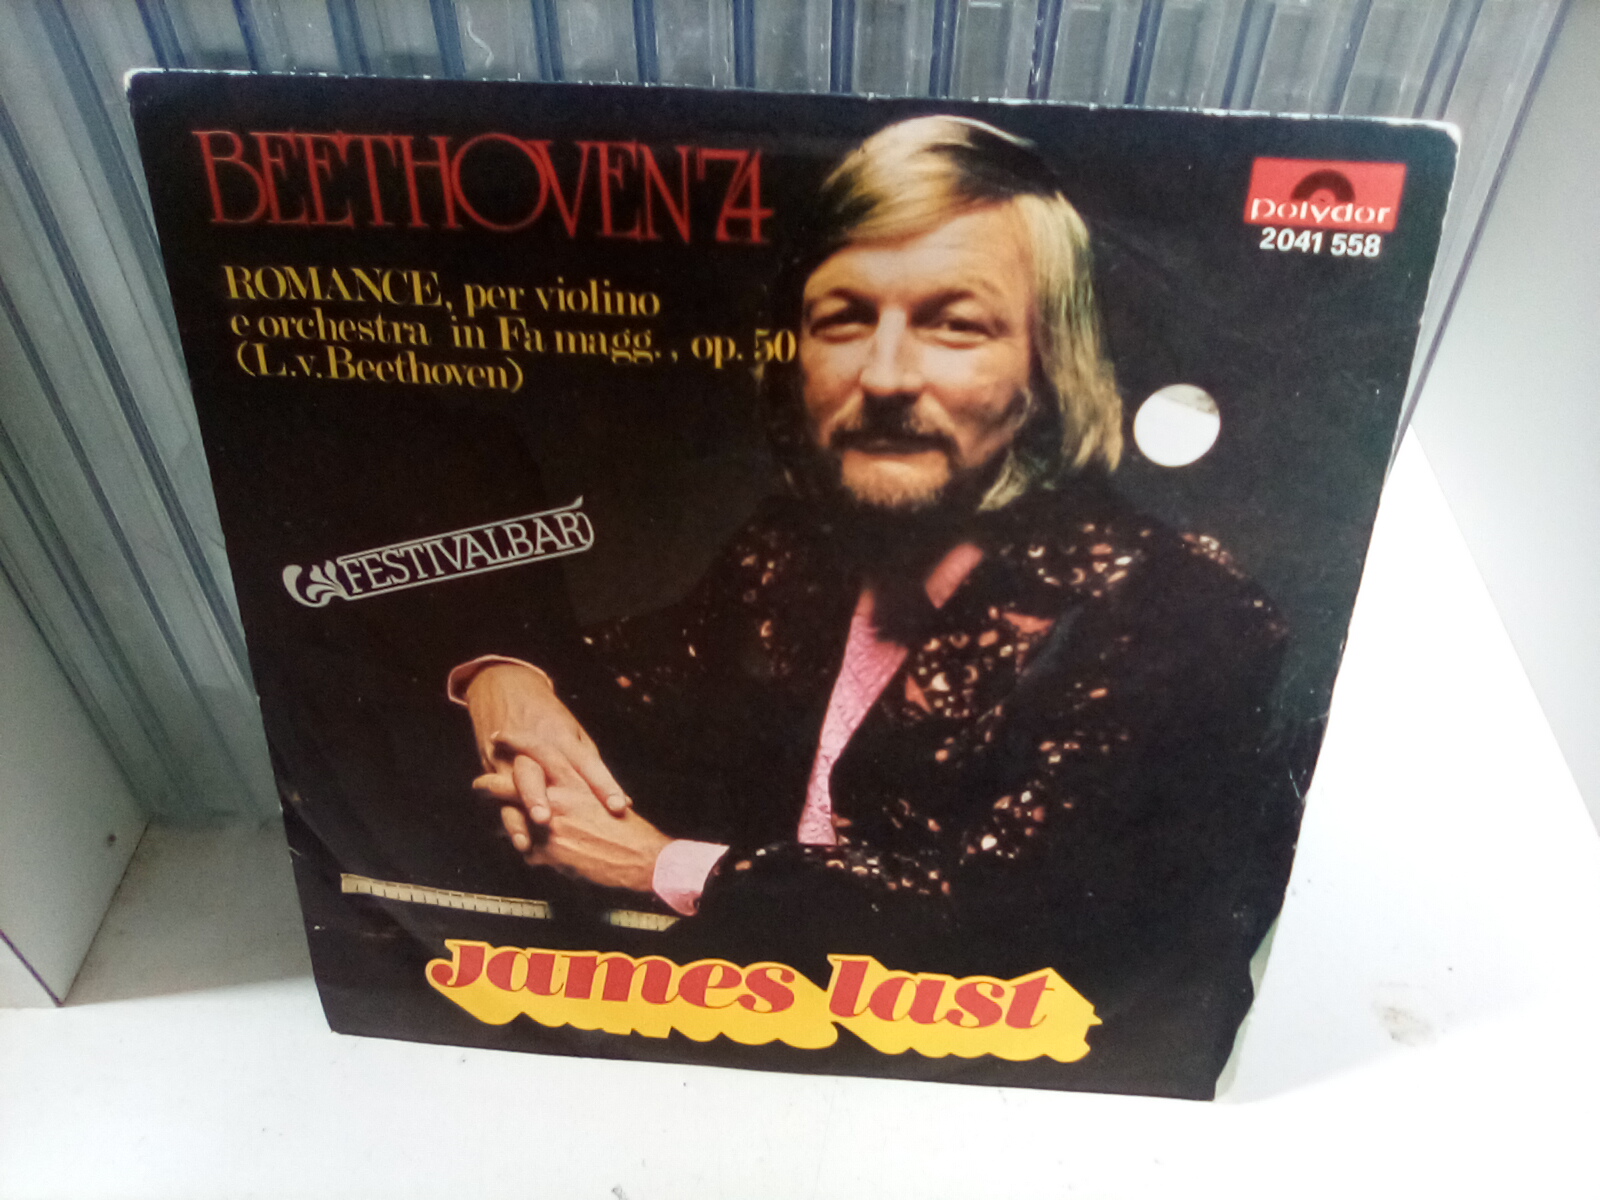 BEETHOVEN '74
polydor
2041 558
ROMANCE, per violino
e orchestra in Fa magg., op. 50
(L.v.Beethoven)
FESTIVALBAR
james last